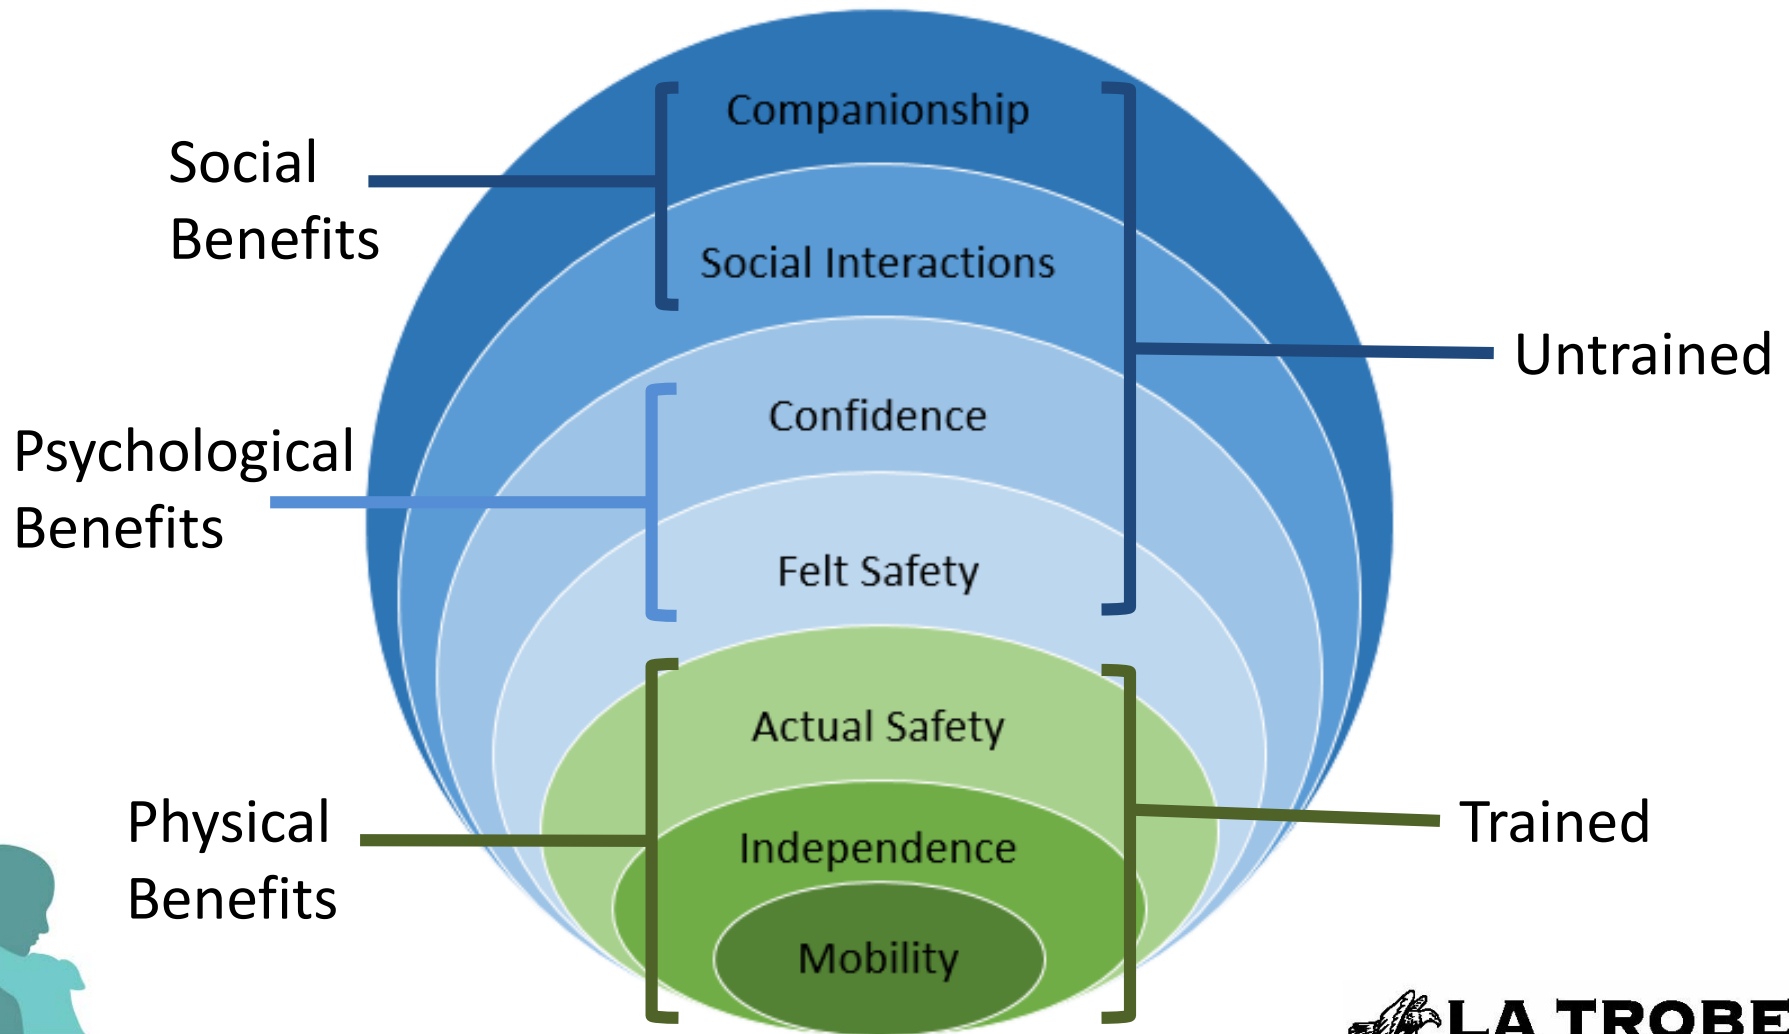 Companionship
Social
Benefits
Social Interactions
Untrained
Confidence
Psychological
Benefits
Felt Safety
Actual Safety
Physical
Benefits
Independence
Trained
Mobility
LA TROBE